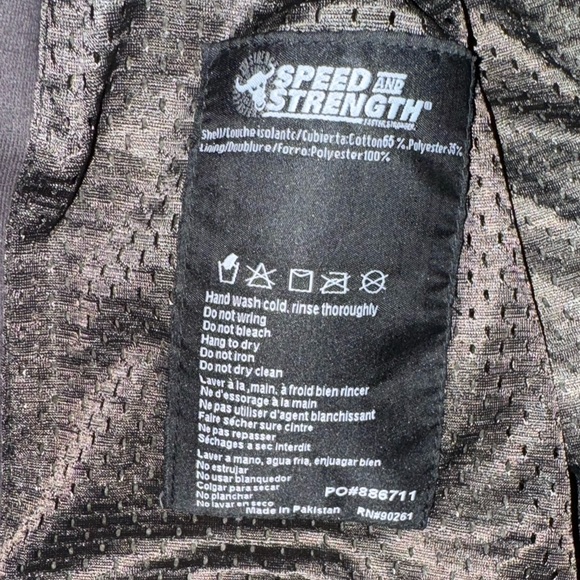 SPEED AND
STRENGTH®
Shell/Louche isolante/Cubierta:Cotton65%.Polyester35%
Lining/Doublure/Forro:Polyester100%
Hand wash cold, rinse thoroughly
Do not wring
Do not bleach
Hang to dry
Do not iron
Do not dry clean
Laver à la ,main, à froid bien rincer
Ne d'essorage à la main
Ne pas utiliser d'agent blanchissant
Faire sécher sure cintre
Ne pas repasser
Séchages a sec interdit
Laver a mano, agua fria, enjuagar bien
No estrujar
No usar blanquedor
Colgar para secar
No planchar
No lavar en seco
PO#886711
Made in Pakistan RN#90261